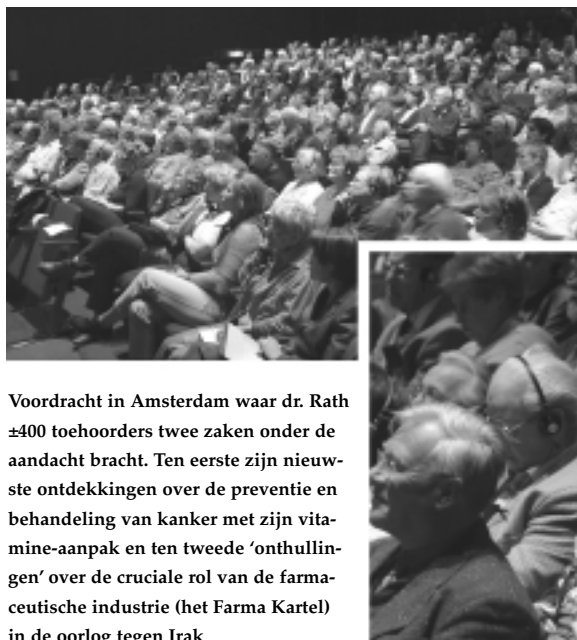 Voordracht in Amsterdam waar dr. Rath
±400 toehoorders twee zaken onder de
aandacht bracht. Ten eerste zijn nieuw-
ste ontdekkingen over de preventie en
behandeling van kanker met zijn vita-
mine-aanpak en ten tweede ‘onthullin-
gen’ over de cruciale rol van de farma-
ceutische industrie (het Farma Kartel)
in de oorlog tegen Irak